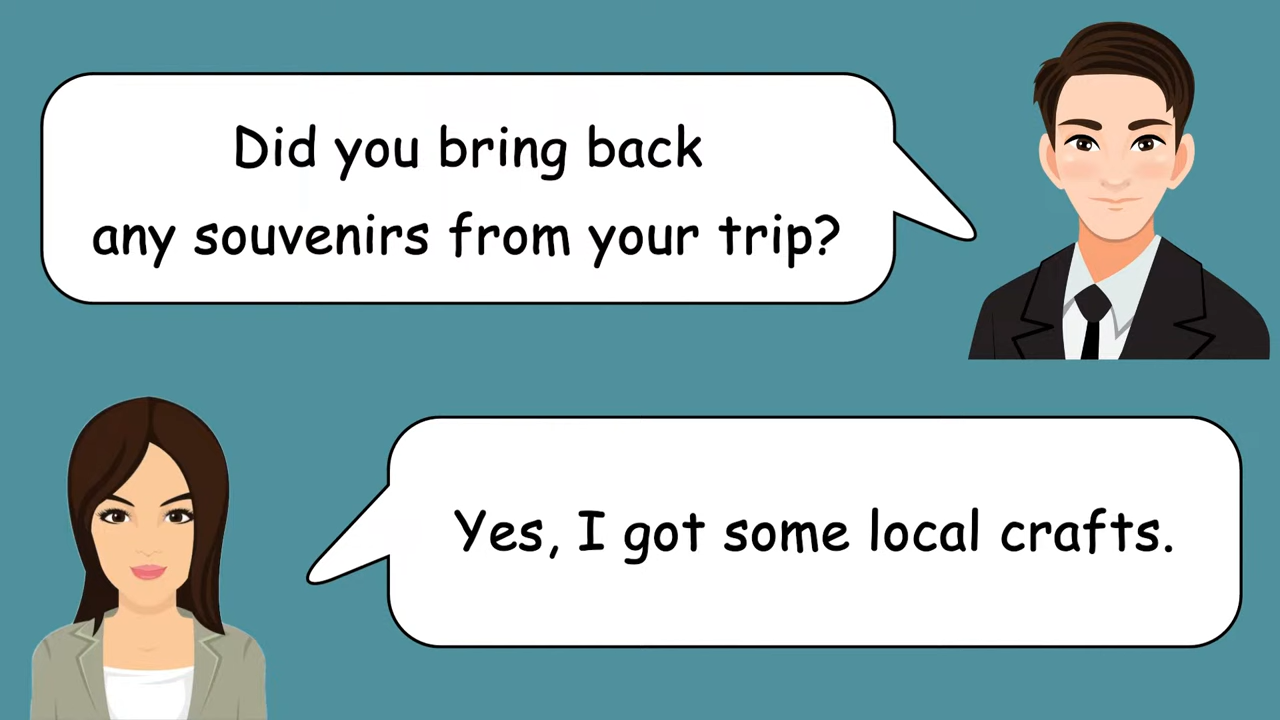 Did you bring back
any souvenirs from your trip?
Yes, I got some local crafts.